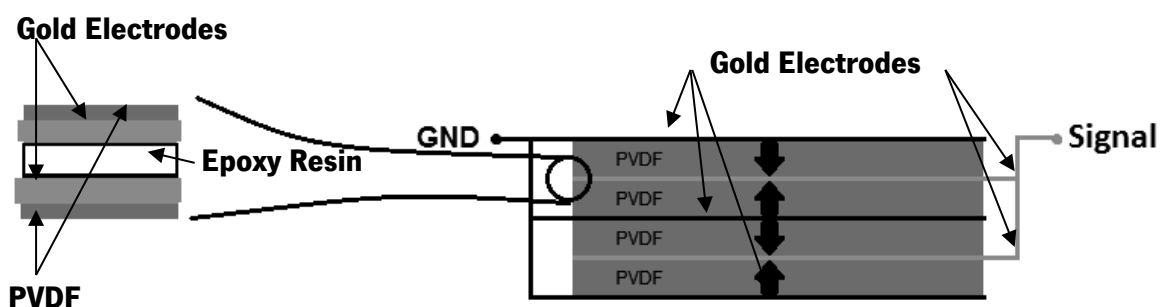 Gold Electrodes
Epoxy Resin
PVDF
Gold Electrodes
GND
Signal
PVDF
PVDF
PVDF
PVDF